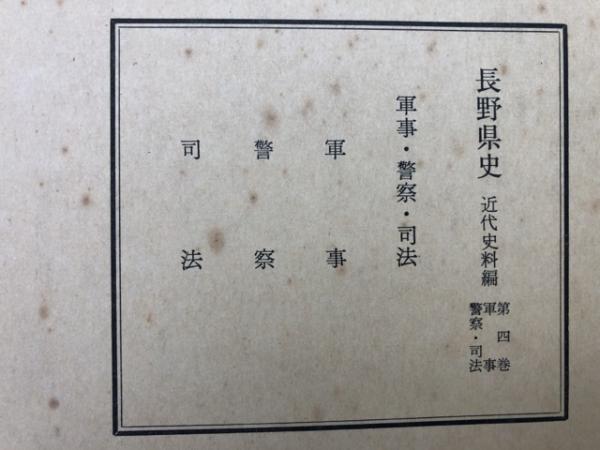 長野県史 近代史料編 第四巻
軍事
警察・司法
軍事・警察・司法
軍事
警察
司法